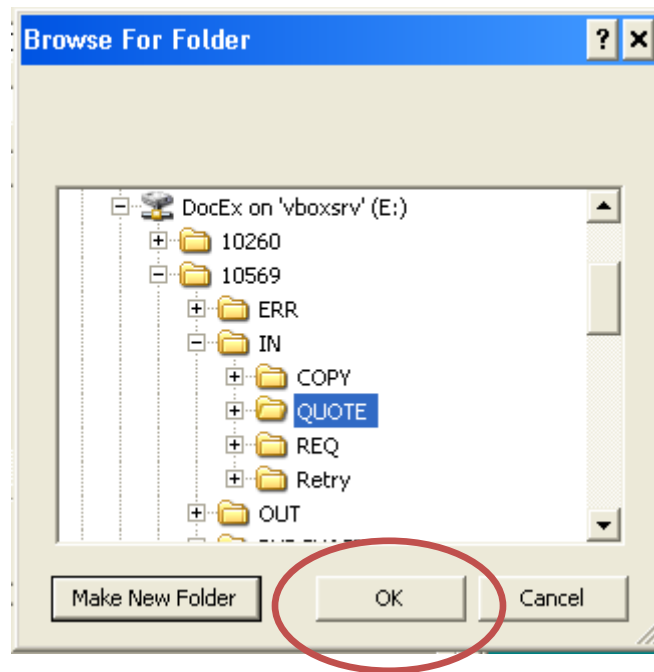 Browse For Folder
DocEx on 'vboxsrv' (E:)
10260
10569
ERR
IN
COPY
QUOTE
REQ
Retry
OUT
Make New Folder OK Cancel